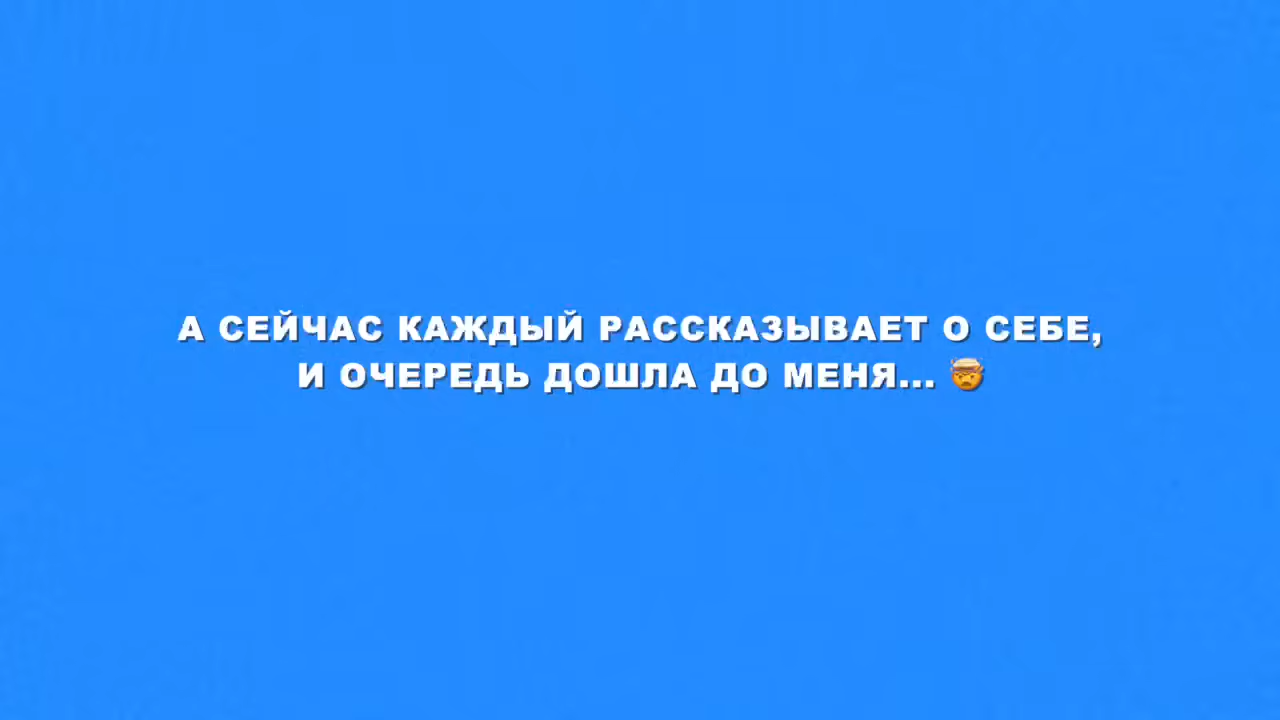 А СЕЙЧАС КАЖДЫЙ РАССКАЗЫВАЕТ О СЕБЕ,
И ОЧЕРЕДЬ ДОШЛА ДО МЕНЯ... 🤯